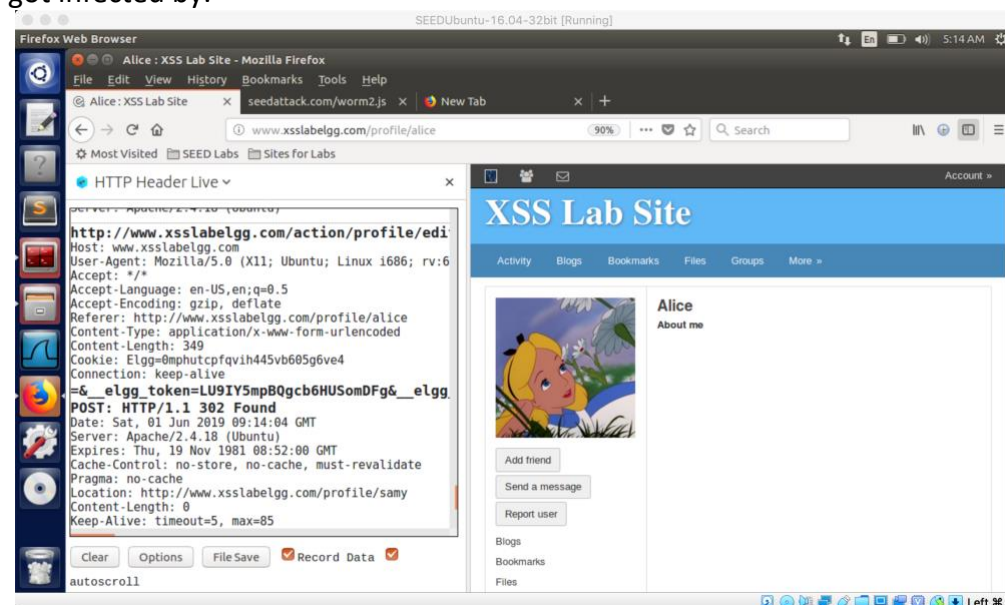 got infected by.
SEEDUbuntu-16.04-32bit [Running]
Firefox Web Browser
En
5:14 AM
Alice : XSS Lab Site - Mozilla Firefox
File Edit View History Bookmarks Tools Help
Alice : XSS Lab Site × seedattack.com/worm2.js × New Tab × +
www.xsslabelgg.com/profile/alice
90%
Search
Most Visited SEED Labs Sites for Labs
HTTP Header Live ×
http://www.xsslabelgg.com/action/profile/edi
Host: www.xsslabelgg.com
User-Agent: Mozilla/5.0 (X11; Ubuntu; Linux i686; rv:6
Accept: */*
Accept-Language: en-US,en;q=0.5
Accept-Encoding: gzip, deflate
Referer: http://www.xsslabelgg.com/profile/alice
Content-Type: application/x-www-form-urlencoded
Content-Length: 349
Cookie: Elgg=0mphutcpfqvih445vb605g6ve4
Connection: keep-alive
=&__elgg_token=LU9IY5mpBQgcb6HUSomDFg&__elgg_
POST: HTTP/1.1 302 Found
Date: Sat, 01 Jun 2019 09:14:04 GMT
Server: Apache/2.4.18 (Ubuntu)
Expires: Thu, 19 Nov 1981 08:52:00 GMT
Cache-Control: no-store, no-cache, must-revalidate
Pragma: no-cache
Location: http://www.xsslabelgg.com/profile/samy
Content-Length: 0
Keep-Alive: timeout=5, max=85
Clear Options File Save Record Data
autoscroll
Account »
XSS Lab Site
Activity Blogs Bookmarks Files Groups More »
Alice
About me
Add friend
Send a message
Report user
Blogs
Bookmarks
Files
Left ⌘